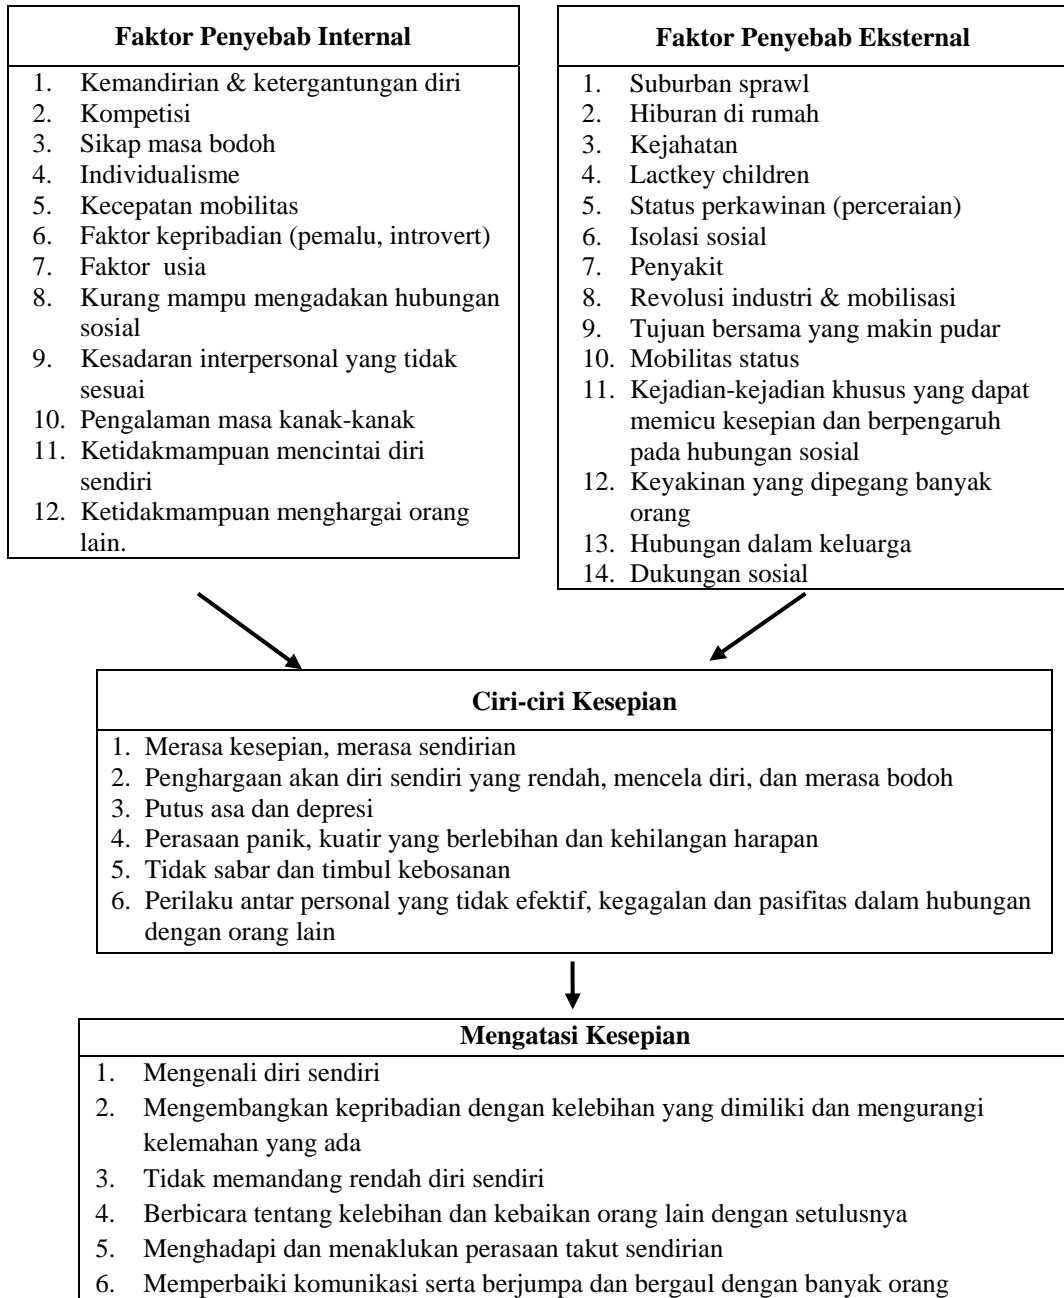 Faktor Penyebab Internal
1. Kemandirian & ketergantungan diri
2. Kompetisi
3. Sikap masa bodoh
4. Individualisme
5. Kecepatan mobilitas
6. Faktor kepribadian (pemalu, introvert)
7. Faktor usia
8. Kurang mampu mengadakan hubungan
sosial
9. Kesadaran interpersonal yang tidak
sesuai
10. Pengalaman masa kanak-kanak
11. Ketidakmampuan mencintai diri
sendiri
12. Ketidakmampuan menghargai orang
lain.
Faktor Penyebab Eksternal
1. Suburban sprawl
2. Hiburan di rumah
3. Kejahatan
4. Lactkey children
5. Status perkawinan (perceraian)
6. Isolasi sosial
7. Penyakit
8. Revolusi industri & mobilisasi
9. Tujuan bersama yang makin pudar
10. Mobilitas status
11. Kejadian-kejadian khusus yang dapat
memicu kesepian dan berpengaruh
pada hubungan sosial
12. Keyakinan yang dipegang banyak
orang
13. Hubungan dalam keluarga
14. Dukungan sosial
Ciri-ciri Kesepian
1. Merasa kesepian, merasa sendirian
2. Penghargaan akan diri sendiri yang rendah, mencela diri, dan merasa bodoh
3. Putus asa dan depresi
4. Perasaan panik, kuatir yang berlebihan dan kehilangan harapan
5. Tidak sabar dan timbul kebosanan
6. Perilaku antar personal yang tidak efektif, kegagalan dan pasifitas dalam hubungan
dengan orang lain
Mengatasi Kesepian
1. Mengenali diri sendiri
2. Mengembangkan kepribadian dengan kelebihan yang dimiliki dan mengurangi
kelemahan yang ada
3. Tidak memandang rendah diri sendiri
4. Berbicara tentang kelebihan dan kebaikan orang lain dengan setulusnya
5. Menghadapi dan menaklukan perasaan takut sendirian
6. Memperbaiki komunikasi serta berjumpa dan bergaul dengan banyak orang